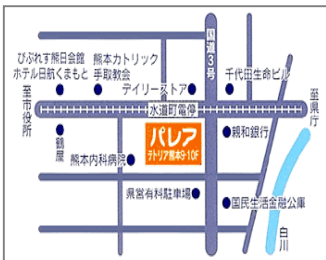 びぷれす熊日会館
ホテル日航くまもと
熊本カトリック
手取教会
国道3号
デイリーストア
千代田生命ビル
至市役所
水道町電停
至県庁
鶴屋
パレア
テトリア熊本9・10F
親和銀行
熊本内科病院
県営有料駐車場
国民生活金融公庫
白川